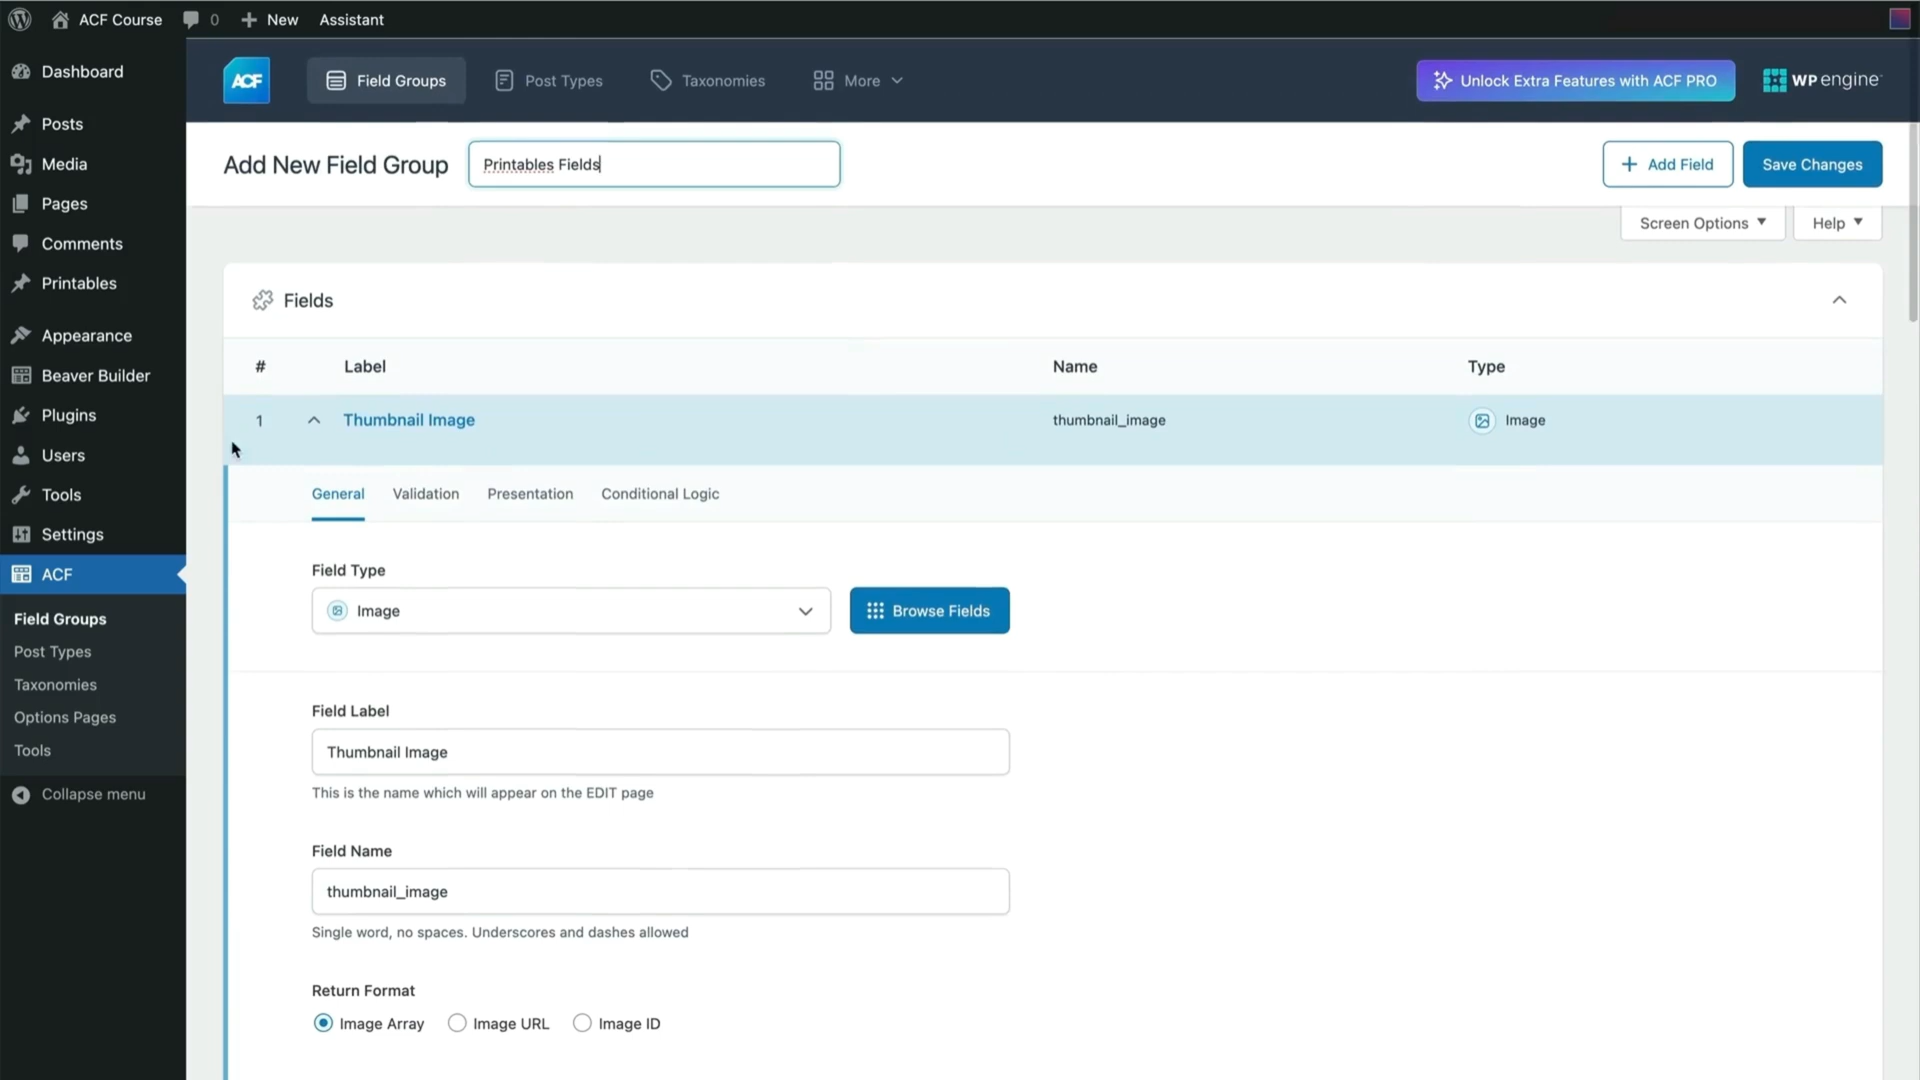 ACF Course 0 New Assistant
Dashboard
Posts
Media
Pages
Comments
Printables
Appearance
Beaver Builder
Plugins
Users
Tools
Settings
ACF
Field Groups
Post Types
Taxonomies
Options Pages
Tools
Collapse menu
ACF Field Groups Post Types Taxonomies More Unlock Extra Features with ACF PRO WP engine
Add New Field Group Printables Fields Add Field Save Changes
Screen Options Help
Fields
# Label Name Type
1 Thumbnail Image thumbnail_image Image
General Validation Presentation Conditional Logic
Field Type
Image Browse Fields
Field Label
Thumbnail Image
This is the name which will appear on the EDIT page
Field Name
thumbnail_image
Single word, no spaces. Underscores and dashes allowed
Return Format
Image Array Image URL Image ID